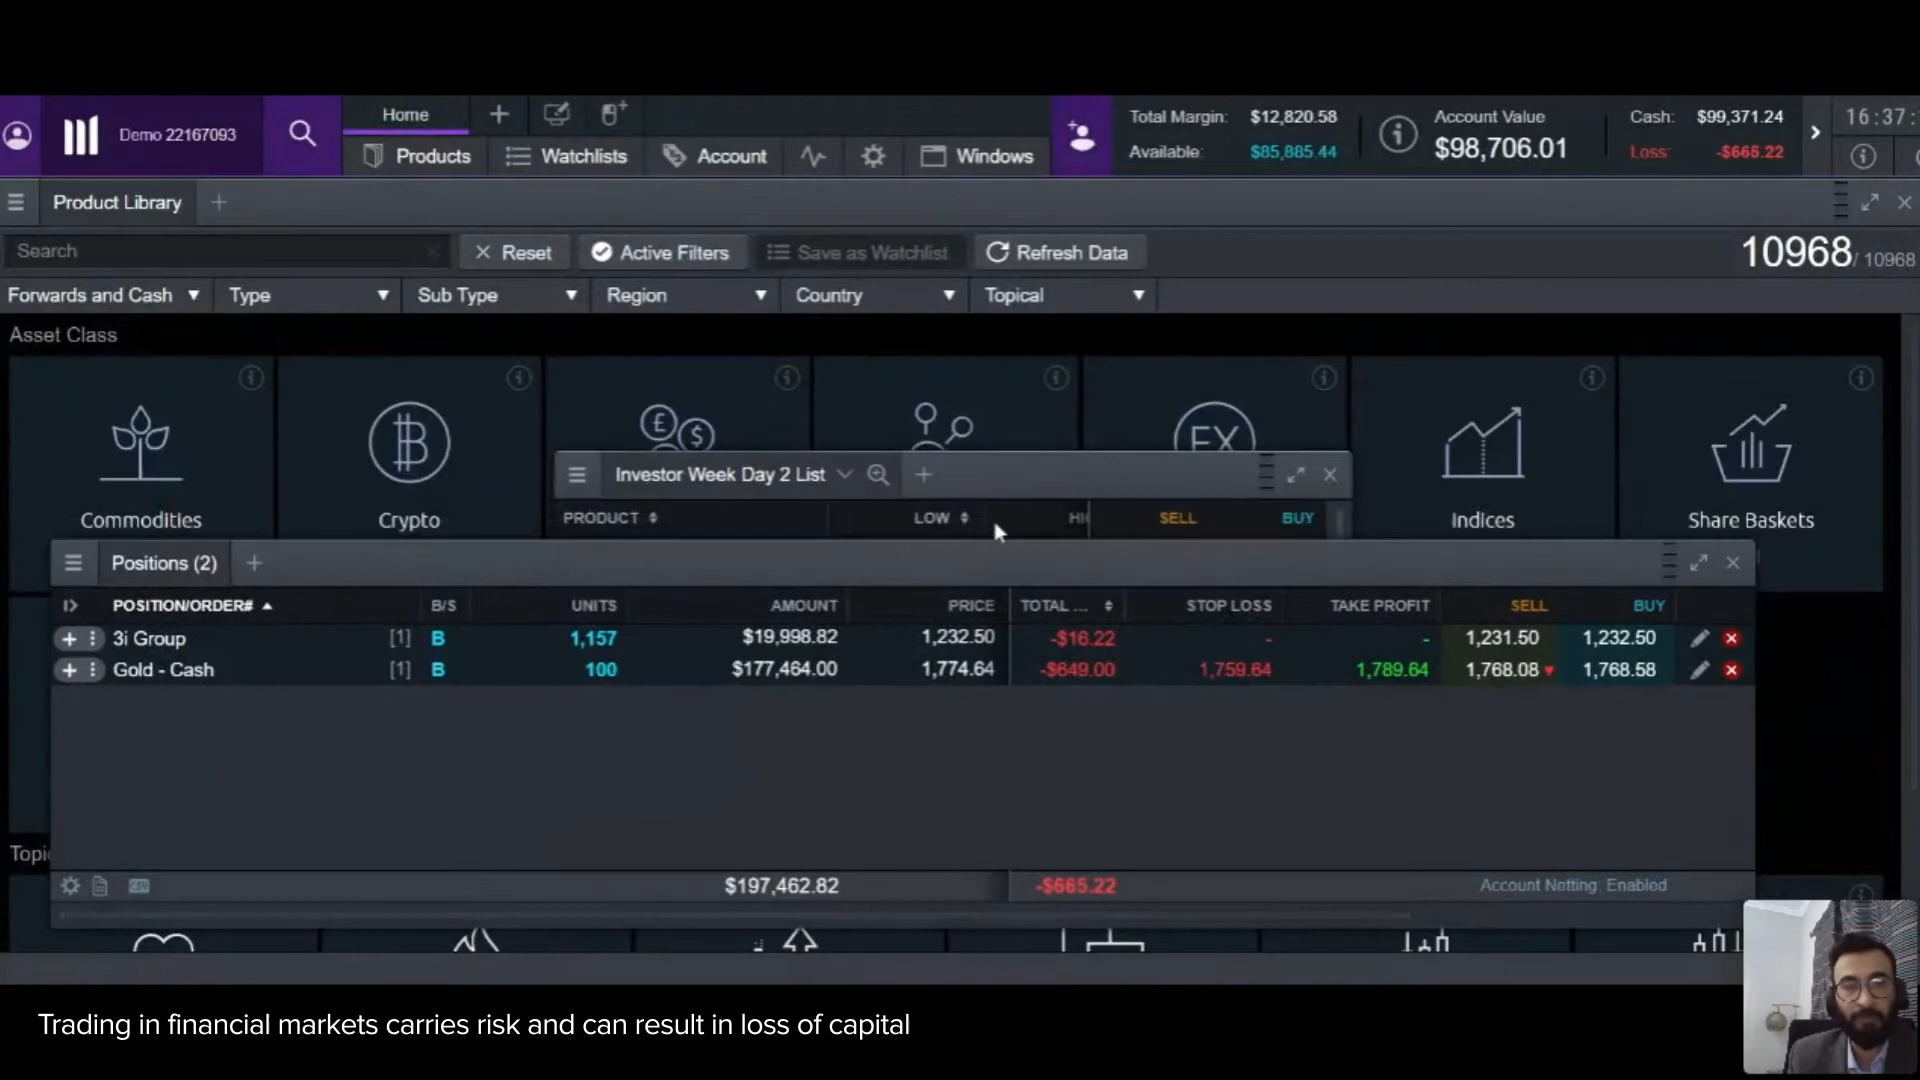 Demo 22167093
Home
Products
Watchlists
Account
Windows
Total Margin: $12,820.58
Available: $85,885.44
Account Value
$98,706.01
Cash: $99,371.24
Loss: -$665.22
16:37:
Product Library
Search
Reset
Active Filters
Save as Watchlist
Refresh Data
10968 / 10968
Forwards and Cash
Type
Sub Type
Region
Country
Topical
Asset Class
FX
Commodities
Crypto
Indices
Share Baskets
Investor Week Day 2 List
PRODUCT LOW SELL BUY
Positions (2)
POSITION/ORDER# B/S UNITS AMOUNT PRICE TOTAL ... STOP LOSS TAKE PROFIT SELL BUY
3i Group [1] B 1,157 $19,998.82 1,232.50 -$16.22 - - 1,231.50 1,232.50
Gold - Cash [1] B 100 $177,464.00 1,774.64 -$649.00 1,759.64 1,789.64 1,768.08 1,768.58
Topi
$197,462.82 -$665.22 Account Netting: Enabled
Trading in financial markets carries risk and can result in loss of capital